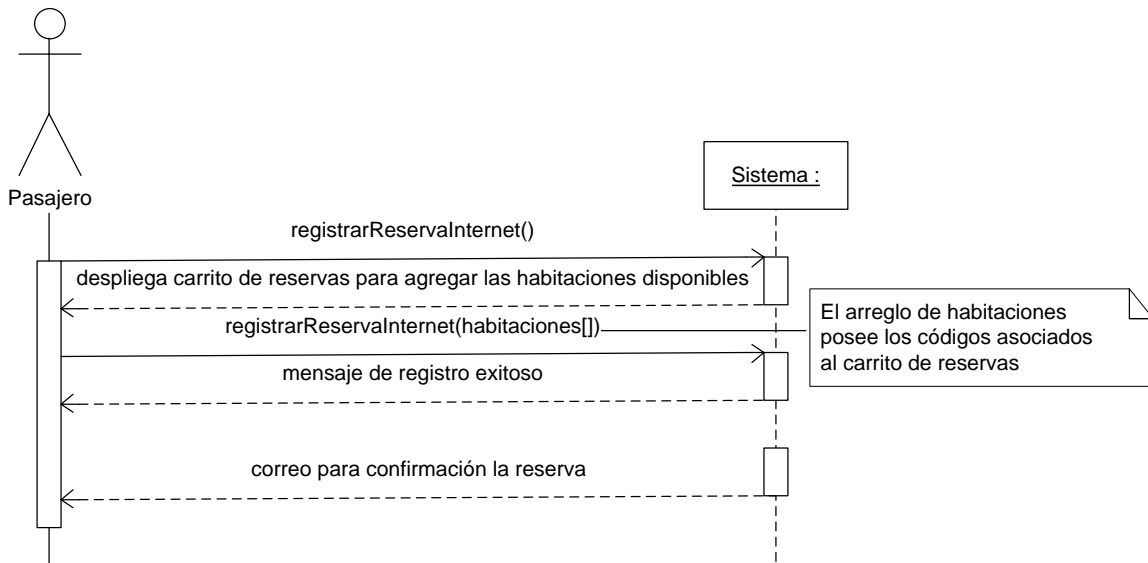 Pasajero
Sistema :
registrarReservaInternet()
despliega carrito de reservas para agregar las habitaciones disponibles
registrarReservaInternet(habitaciones[])
El arreglo de habitaciones
posee los códigos asociados
al carrito de reservas
mensaje de registro exitoso
correo para confirmación la reserva